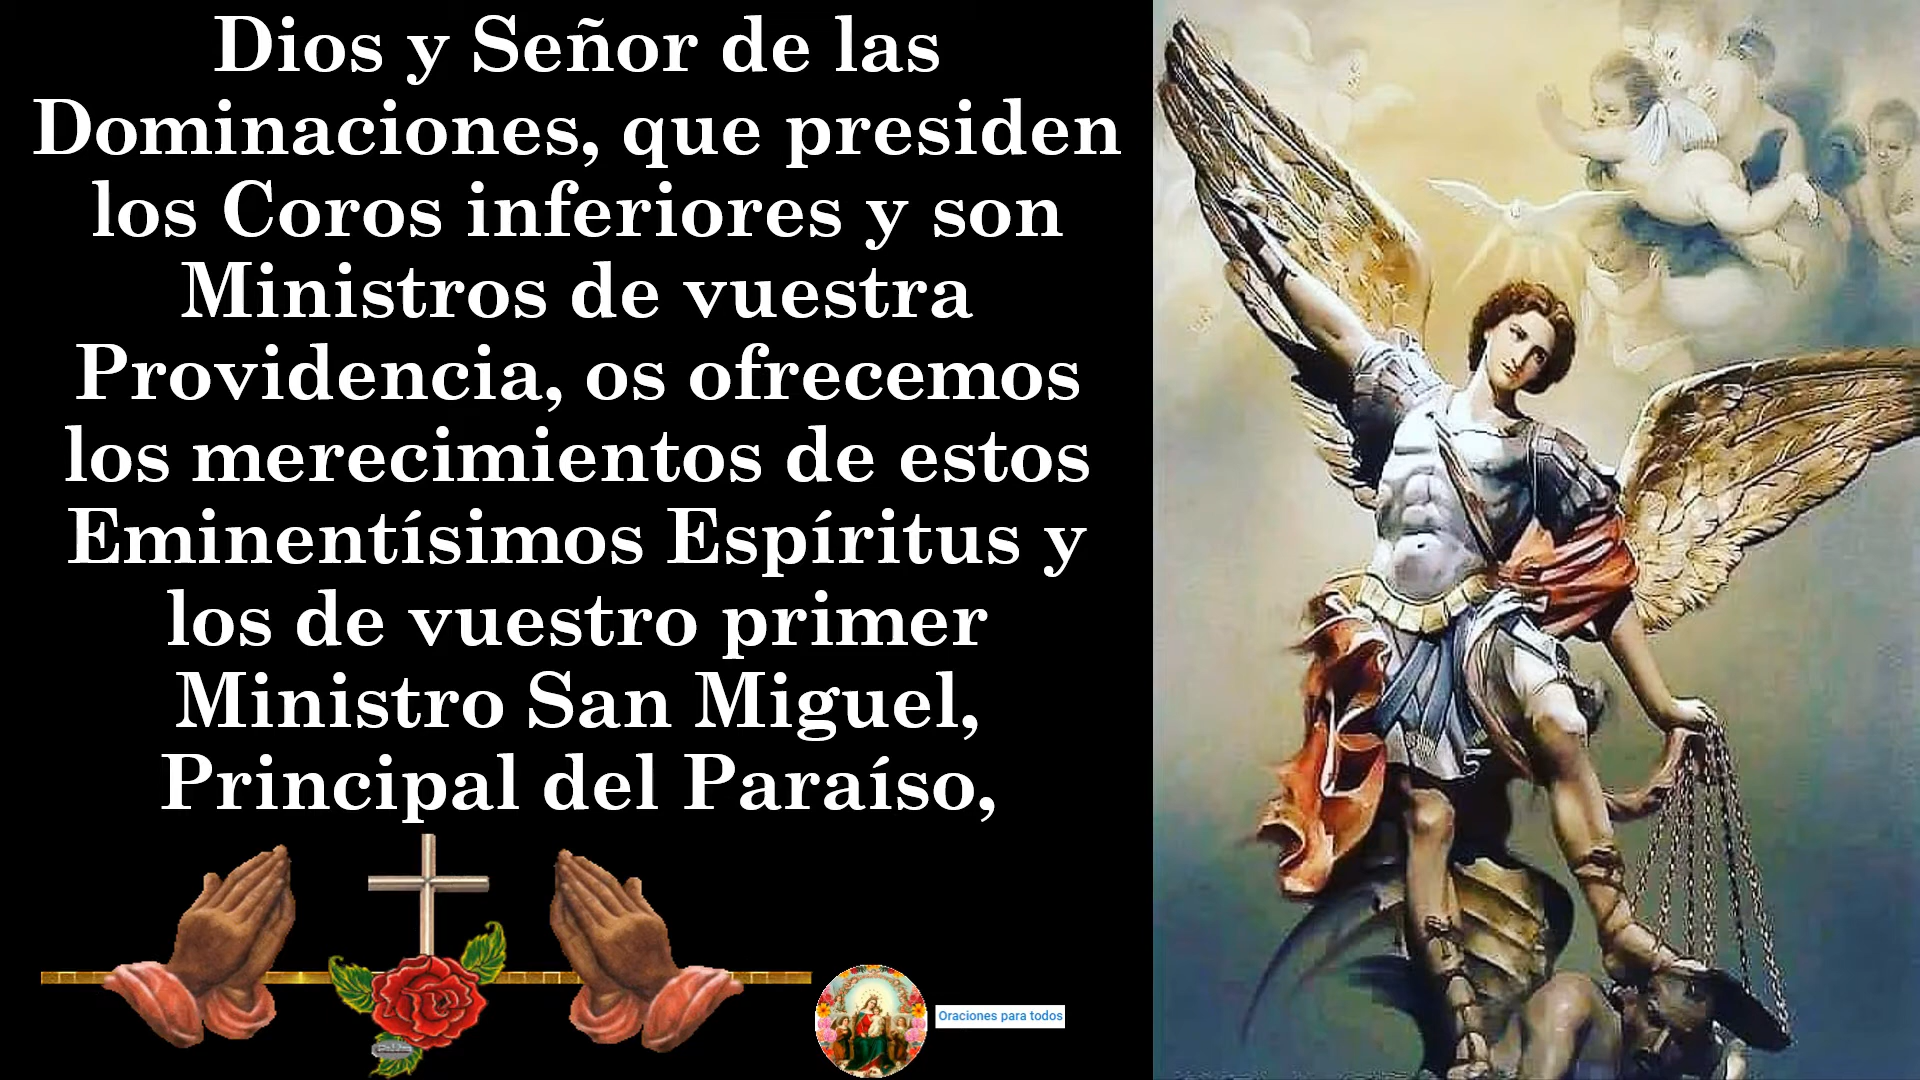 Dios y Señor de las
Dominaciones, que presiden
los Coros inferiores y son
Ministros de vuestra
Providencia, os ofrecemos
los merecimientos de estos
Eminentísimos Espíritus y
los de vuestro primer
Ministro San Miguel,
Principal del Paraíso,
Oraciones para todos